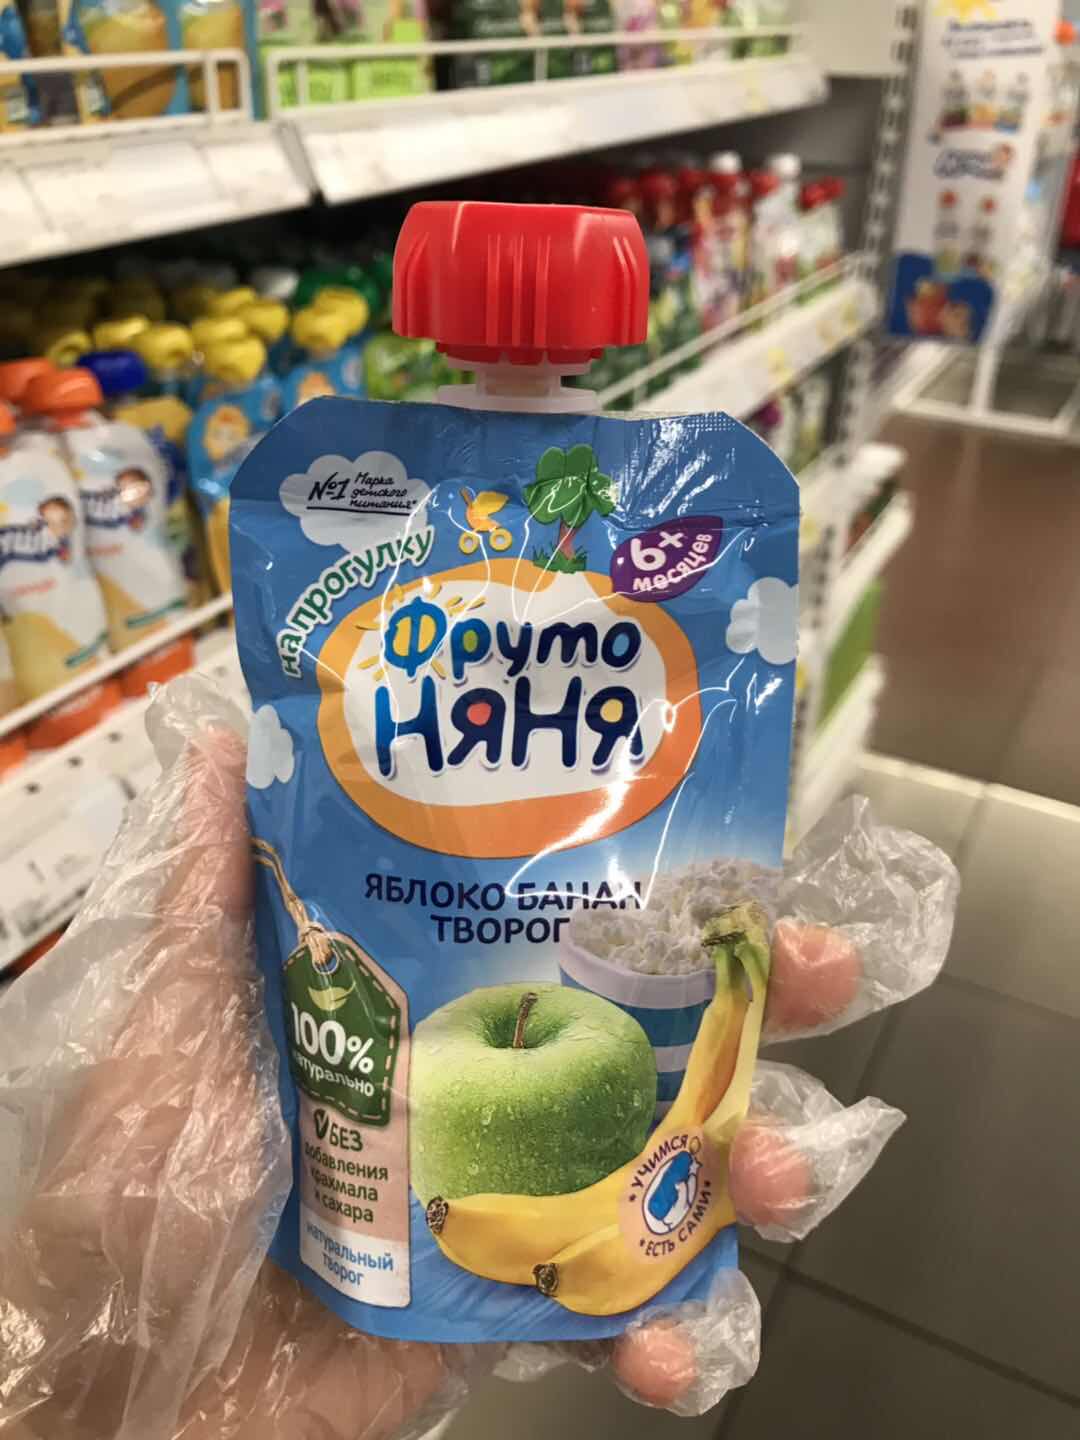 №1 Марка
детского
питания*
на прогулку
6+
месяцев
Фруто
Няня
ЯБЛОКО БАНАН
ТВОРОГ
100%
натурально
БЕЗ
добавления
крахмала
и сахара
натуральный
творог
• УЧИМСЯ
• ЕСТЬ САМИ •